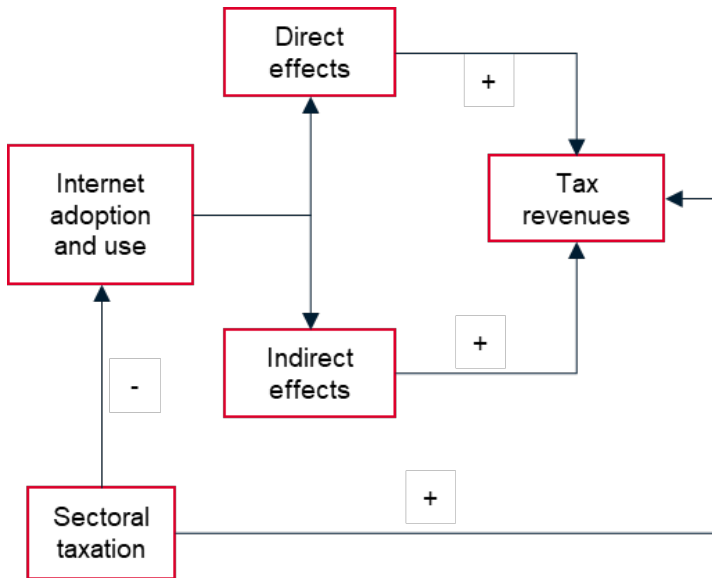 Direct
effects
+
Internet
adoption
and use
Tax
revenues
Indirect
effects
+
-
Sectoral
taxation
+